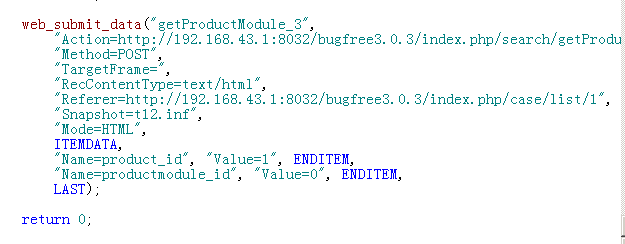 web_submit_data("getProductModule_3",
"Action=http://192.168.43.1:8032/bugfree3.0.3/index.php/search/getProdu
"Method=POST",
"TargetFrame=",
"RecContentType=text/html",
"Referer=http://192.168.43.1:8032/bugfree3.0.3/index.php/case/list/1",
"Snapshot=t12.inf",
"Mode=HTML",
ITEMDATA,
"Name=product_id", "Value=1", ENDITEM,
"Name=productmodule_id", "Value=0", ENDITEM,
LAST);
return 0;